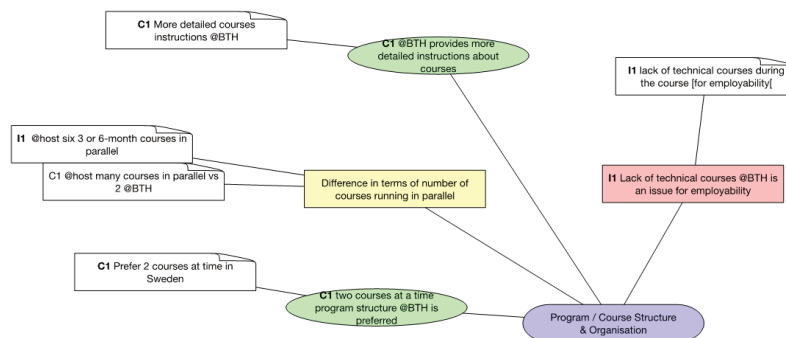 C1 More detailed courses
instructions @BTH
C1 @BTH provides more
detailed instructions about
courses
I1 lack of technical courses during
the course [for employability[
I1 @host six 3 or 6-month courses in
parallel
C1 @host many courses in parallel vs
2 @BTH
Difference in terms of number of
courses running in parallel
I1 Lack of technical courses @BTH is
an issue for employability
C1 Prefer 2 courses at time in
Sweden
C1 two courses at a time
program structure @BTH is
preferred
Program / Course Structure
& Organisation